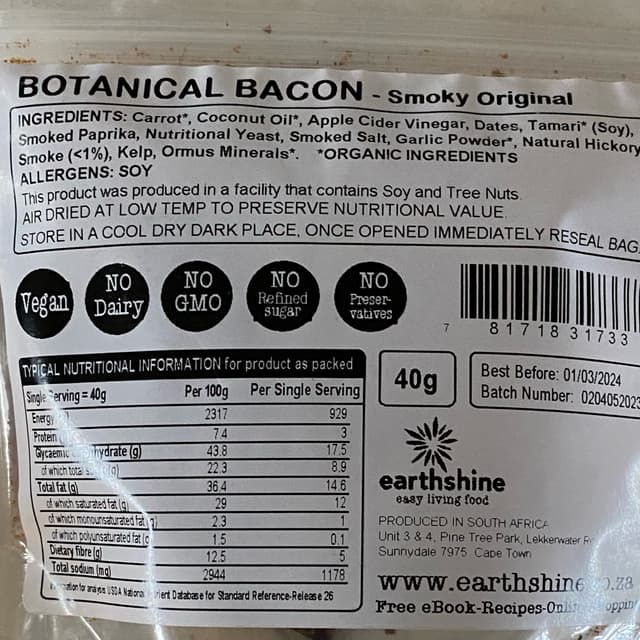 BOTANICAL BACON - Smoky Original
INGREDIENTS: Carrot*, Coconut Oil*, Apple Cider Vinegar, Dates, Tamari* (Soy),
Smoked Paprika, Nutritional Yeast, Smoked Salt, Garlic Powder*, Natural Hickory
Smoke (<1%), Kelp, Ormus Minerals*. *ORGANIC INGREDIENTS
ALLERGENS: SOY
This product was produced in a facility that contains Soy and Tree Nuts.
AIR DRIED AT LOW TEMP TO PRESERVE NUTRITIONAL VALUE.
STORE IN A COOL DRY DARK PLACE, ONCE OPENED IMMEDIATELY RESEAL BAG
Vegan
NO Dairy
NO GMO
NO Refined sugar
NO Preser-vatives
7 81718 31733
TYPICAL NUTRITIONAL INFORMATION for product as packed
Single Serving = 40g Per 100g Per Single Serving
Energy 2317 929
Protein 7.4 3
Glycaemic (g) 43.8 17.5
of which total 22.3 8.9
Total fat (g) 36.4 14.6
of which saturated fat (g) 29 12
of which monounsaturated fat 2.3 1
of which polyunsaturated fat 1.5 0.1
Dietary fibre (g) 12.5 5
Total sodium (mg) 2944 1178
for analysis USDA National Database for Standard Reference-Release 26
40g
Best Before: 01/03/2024
Batch Number: 0204052023
earthshine
easy living food
PRODUCED IN SOUTH AFRICA
Unit 3 & 4, Pine Tree Park, Lekkerwater
Sunnydale 7975 Cape Town
www.earthshine
Free eBook-Recipes-